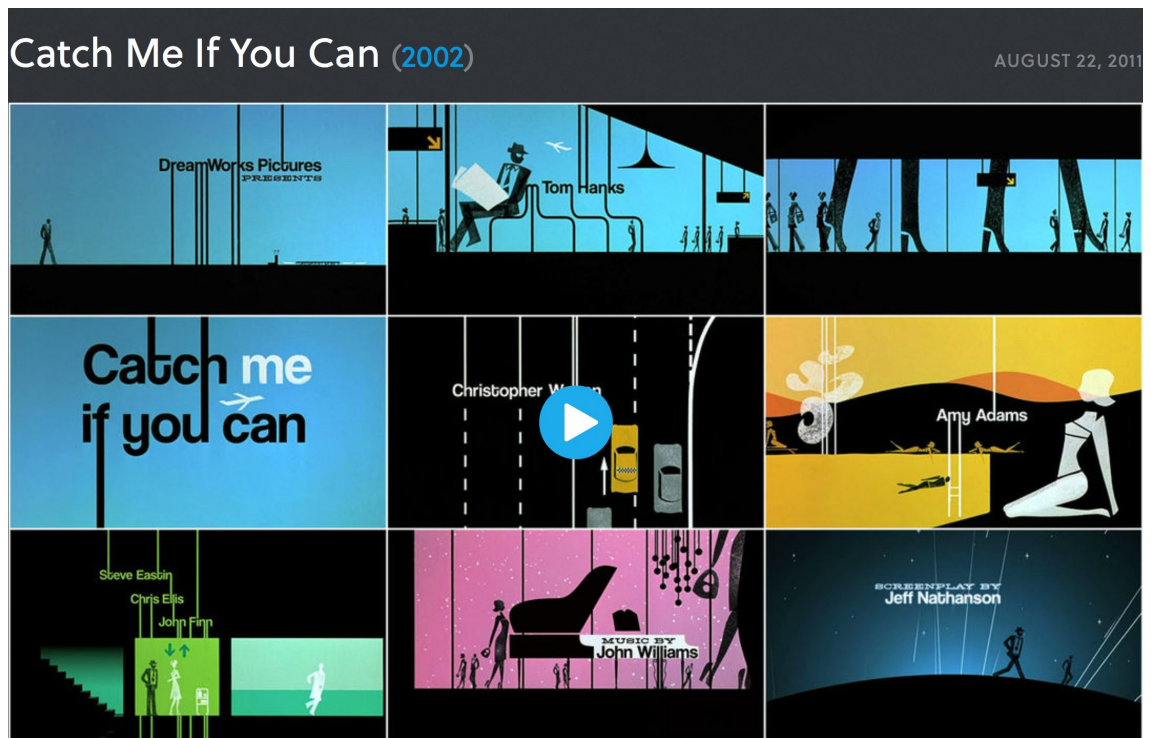 Catch Me If You Can (2002)
AUGUST 22, 2011
DreamWorks Pictures
PRESENTS
Tom Hanks
Catch me
if you can
Christopher
Amy Adams
Steve Eastin
Chris Ellis
John Finn
MUSIC BY
John Williams
SCREENPLAY BY
Jeff Nathanson